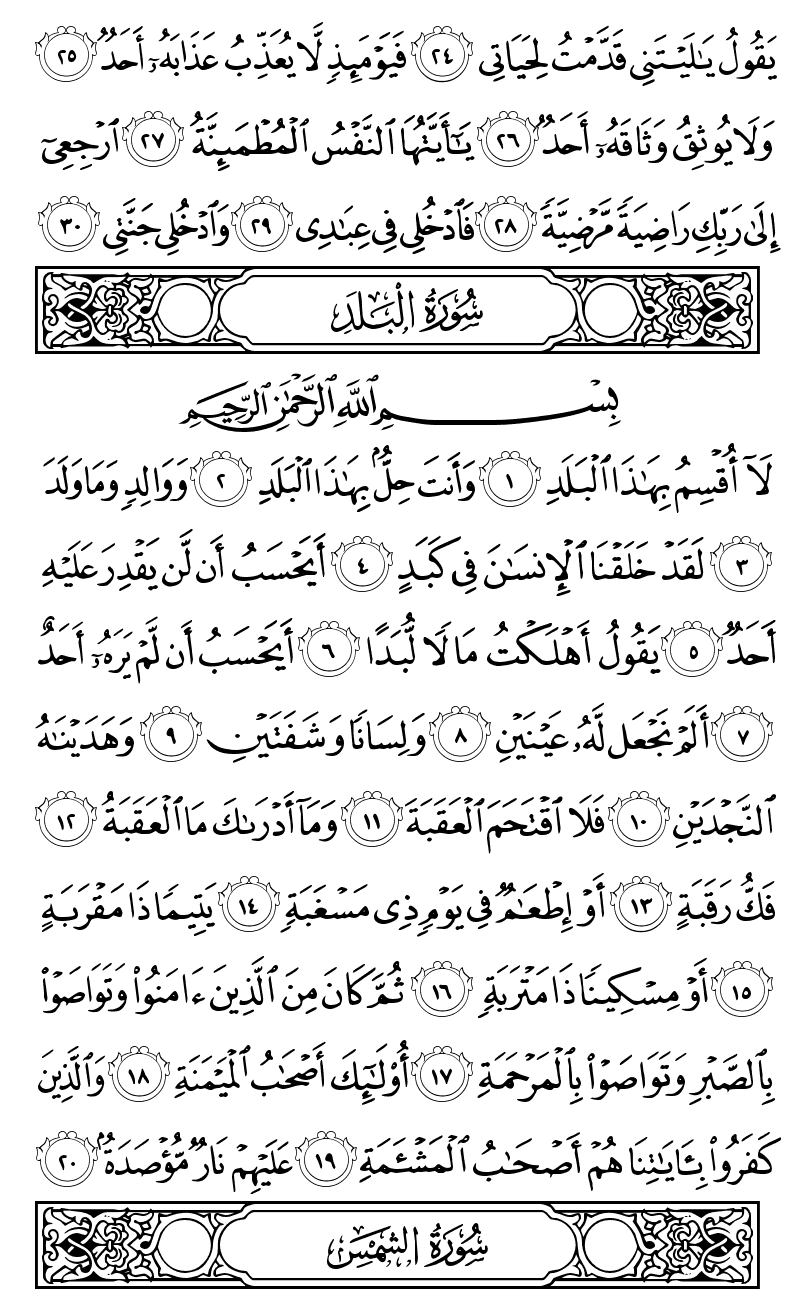 يَقُولُ يَٰلَيْتَنِى قَدَّمْتُ لِحَيَاتِى ٢٤ فَيَوْمَئِذٍ لَّا يُعَذِّبُ عَذَابَهُۥٓ أَحَدٌ ٢٥
وَلَا يُوثِقُ وَثَاقَهُۥٓ أَحَدٌ ٢٦ يَٰٓأَيَّتُهَا ٱلنَّفْسُ ٱلْمُطْمَئِنَّةُ ٢٧ ٱرْجِعِىٓ
إِلَىٰ رَبِّكِ رَاضِيَةً مَّرْضِيَّةً ٢٨ فَٱدْخُلِى فِى عِبَٰدِى ٢٩ وَٱدْخُلِى جَنَّتِى ٣٠
سُورَةُ الْبَلَدِ
بِسْمِ ٱللَّهِ ٱلرَّحْمَٰنِ ٱلرَّحِيمِ
لَآ أُقْسِمُ بِهَٰذَا ٱلْبَلَدِ ١ وَأَنتَ حِلٌّۢ بِهَٰذَا ٱلْبَلَدِ ٢ وَوَالِدٍ وَمَا وَلَدَ
٣ لَقَدْ خَلَقْنَا ٱلْإِنسَٰنَ فِى كَبَدٍ ٤ أَيَحْسَبُ أَن لَّن يَقْدِرَ عَلَيْهِ
أَحَدٌ ٥ يَقُولُ أَهْلَكْتُ مَالًا لُّبَدًا ٦ أَيَحْسَبُ أَن لَّمْ يَرَهُۥٓ أَحَدٌ
٧ أَلَمْ نَجْعَل لَّهُۥ عَيْنَيْنِ ٨ وَلِسَانًا وَشَفَتَيْنِ ٩ وَهَدَيْنَٰهُ
ٱلنَّجْدَيْنِ ١٠ فَلَا ٱقْتَحَمَ ٱلْعَقَبَةَ ١١ وَمَآ أَدْرَىٰكَ مَا ٱلْعَقَبَةُ ١٢
فَكُّ رَقَبَةٍ ١٣ أَوْ إِطْعَٰمٌ فِى يَوْمٍ ذِى مَسْغَبَةٍ ١٤ يَتِيمًا ذَا مَقْرَبَةٍ
١٥ أَوْ مِسْكِينًا ذَا مَتْرَبَةٍ ١٦ ثُمَّ كَانَ مِنَ ٱلَّذِينَ ءَامَنُوا۟ وَتَوَاصَوْا۟
بِٱلصَّبْرِ وَتَوَاصَوْا۟ بِٱلْمَرْحَمَةِ ١٧ أُو۟لَٰٓئِكَ أَصْحَٰبُ ٱلْمَيْمَنَةِ ١٨ وَٱلَّذِينَ
كَفَرُوا۟ بِـَٔايَٰتِنَا هُمْ أَصْحَٰبُ ٱلْمَشْـَٔمَةِ ١٩ عَلَيْهِمْ نَارٌ مُّؤْصَدَةٌۢ ٢٠
سُورَةُ الشَّمْسِ